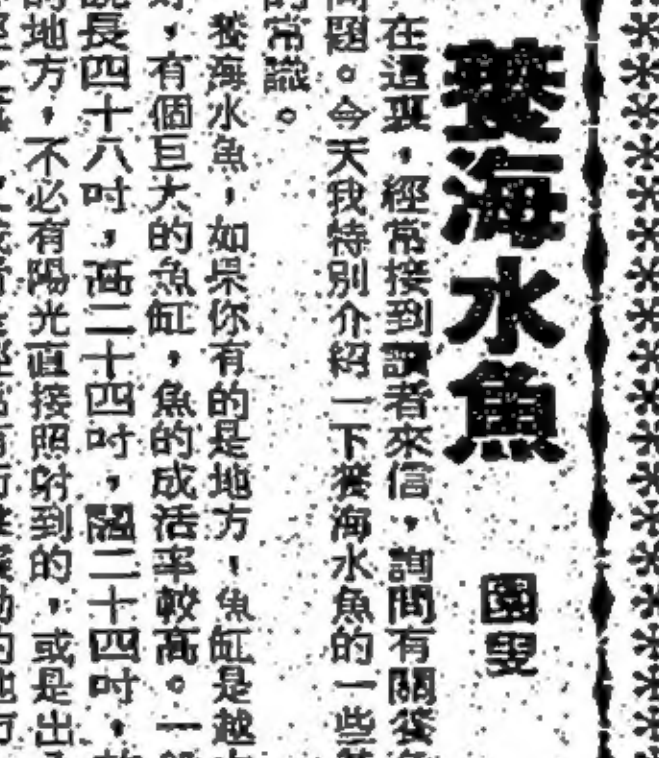 養海水魚
園叟
在這裏，經常接到讀者來信，詢問有關養
問題。今天我特別介紹一下養海水魚的一些
的常識。
養海水魚，如果你有的是地方，魚缸是越
好，有個巨大的魚缸，魚的成活率較高。一
長四十八吋，高二十四吋，闊二十四吋，
的地方，不必有陽光直接照射到的，或是出